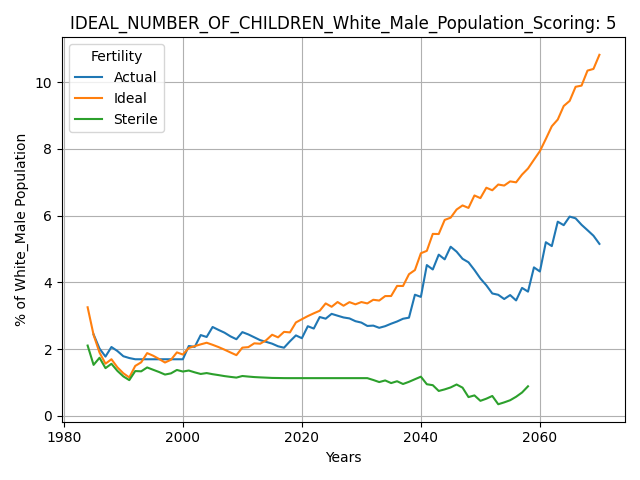 IDEAL_NUMBER_OF_CHILDREN_White_Male_Population_Scoring: 5
Fertility
Actual
Ideal
Sterile
% of White_Male Population
10
8
6
4
2
0
1980
2000
2020
2040
2060
Years